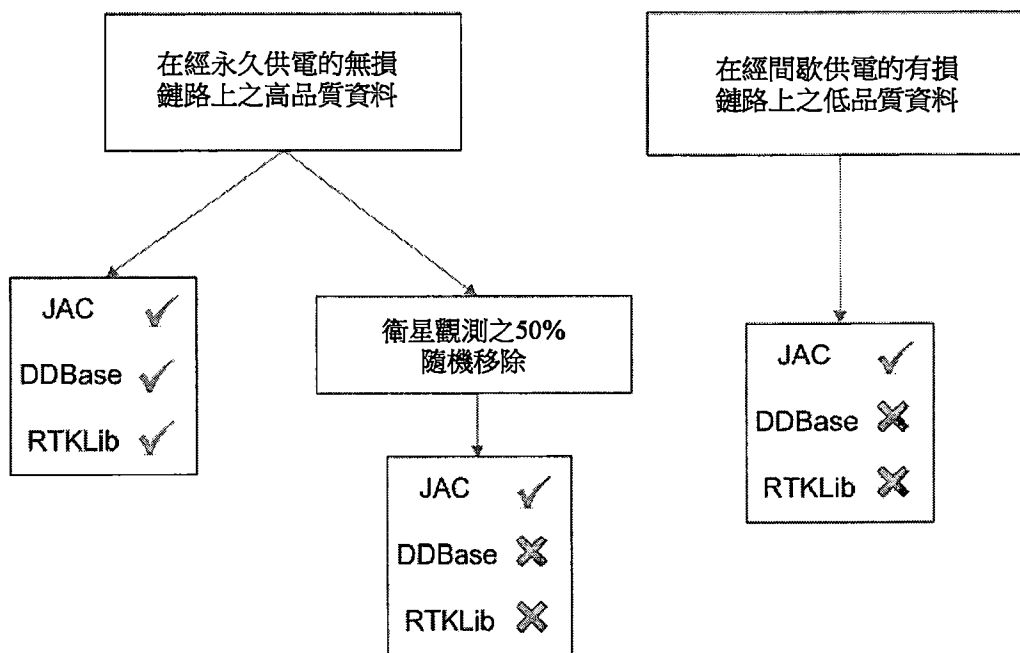 在經永久供電的無損
鏈路上之高品質資料
在經間歇供電的有損
鏈路上之低品質資料
JAC
DDBase
RTKLib
衛星觀測之50%
隨機移除
JAC
DDBase
RTKLib
JAC
DDBase
RTKLib